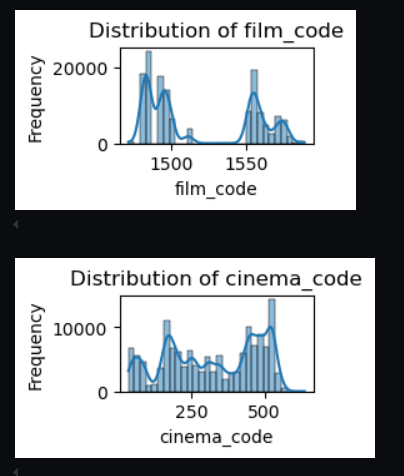 Distribution of film_code
20000
Frequency
0
1500 1550
film_code
Distribution of cinema_code
10000
Frequency
0
250 500
cinema_code